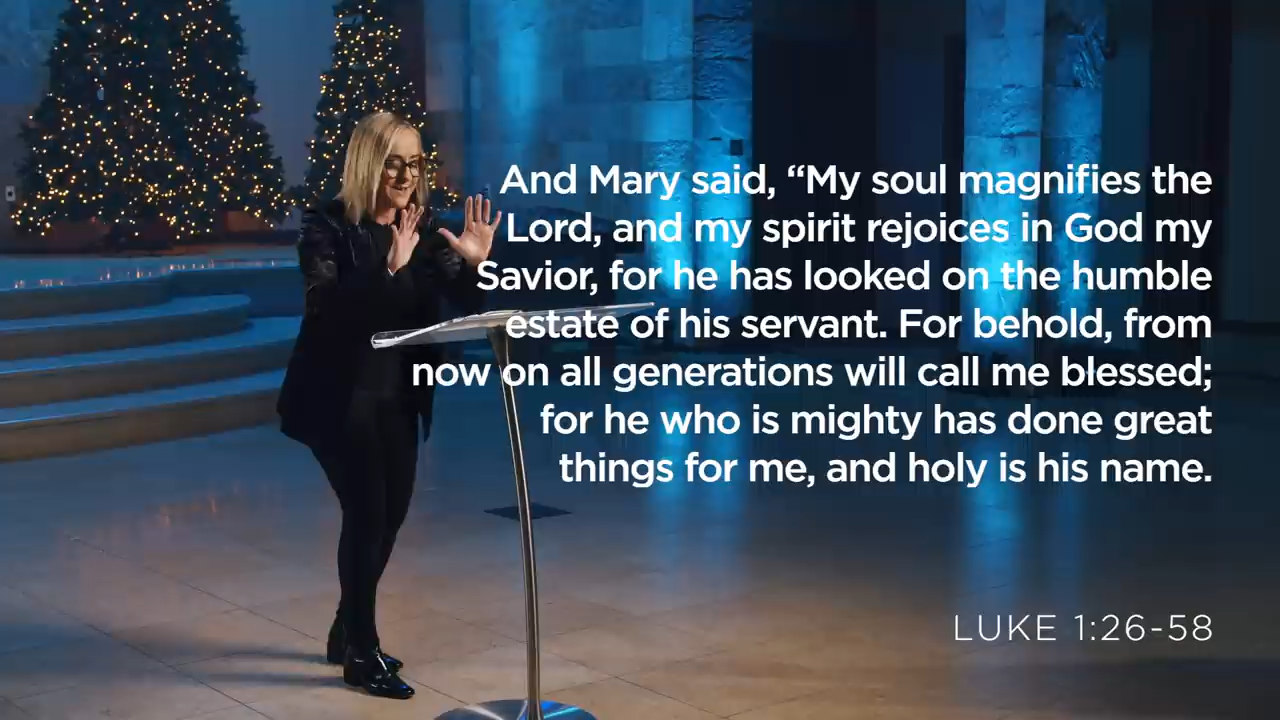 And Mary said, “My soul magnifies the
Lord, and my spirit rejoices in God my
Savior, for he has looked on the humble
estate of his servant. For behold, from
now on all generations will call me blessed;
for he who is mighty has done great
things for me, and holy is his name.
LUKE 1:26-58